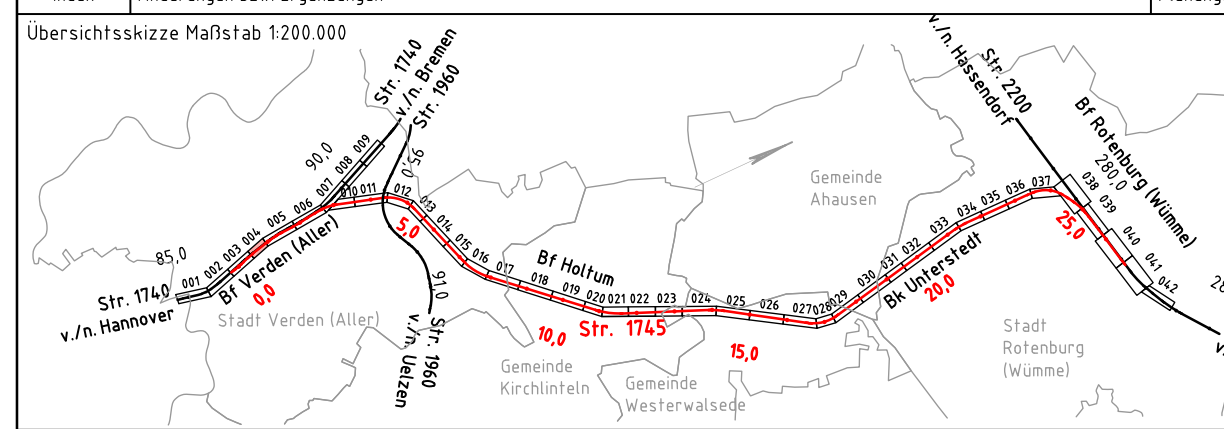 Übersichtsskizze Maßstab 1:200.000
Str. 1740
v./n. Bremen
Str. 1960
90,0
95,0
001
002
003
004
005
006
007
008
009
010
011
012
013
014
015
016
017
018
019
020
021
022
023
024
025
026
027
028
029
030
031
032
033
034
035
036
037
038
039
040
041
042
85,0
Str. 1740
v./n. Hannover
Bf Verden (Aller)
0,0
Stadt Verden (Aller)
5,0
91,0
Str. 1960
v./n. Uelzen
Bf Holtum
10,0
Str. 1745
15,0
Gemeinde
Kirchlinteln
Gemeinde
Westerwalsede
Gemeinde
Ahausen
Bk Unterstedt
20,0
v./n. Hassendorf
Str. 2200
Bf Rotenburg (Wümme)
280,0
25,0
Stadt
Rotenburg
(Wümme)